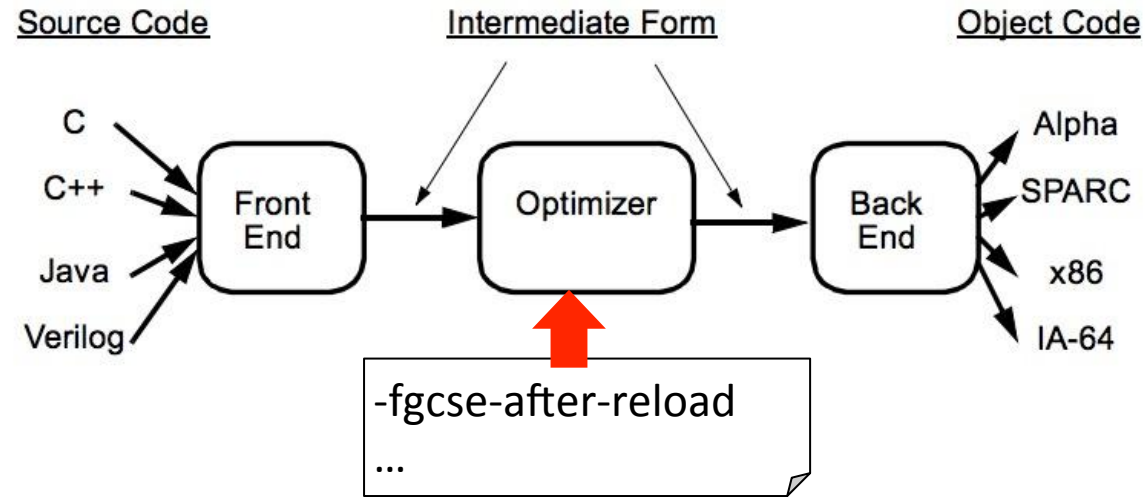 Source Code
Intermediate Form
Object Code
C
C++
Java
Verilog
Front
End
Optimizer
Back
End
Alpha
SPARC
x86
IA-64
-fgcse-after-reload
...